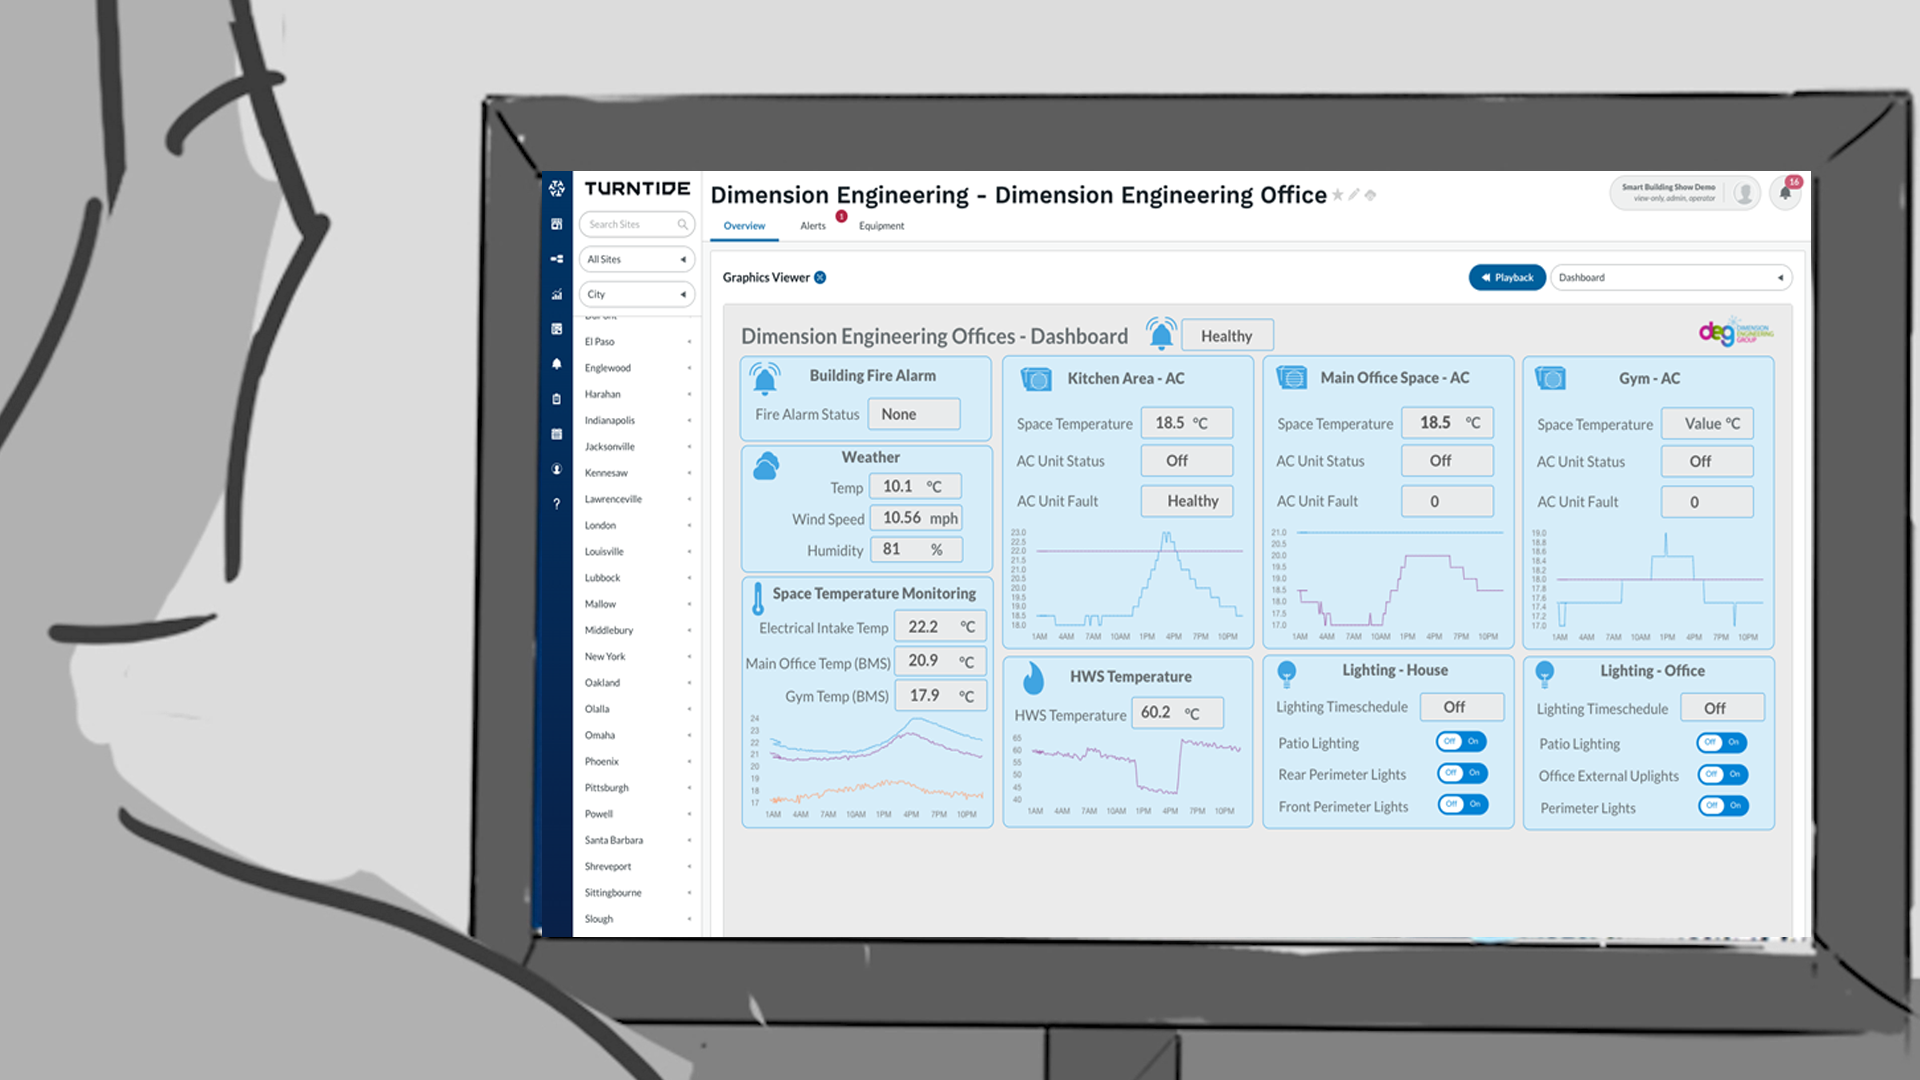 TURNTIDE
Search Sites
All Sites
City
El Paso
Englewood
Harahan
Indianapolis
Jacksonville
Kennesaw
Lawrenceville
London
Louisville
Lubbock
Mallow
Middlebury
New York
Oakland
Olalla
Omaha
Phoenix
Pittsburgh
Powell
Santa Barbara
Shreveport
Sittingbourne
Slough
?
Dimension Engineering - Dimension Engineering Office
Smart Building Show Demo
view-only, admin, operator
16
Overview Alerts 1 Equipment
Graphics Viewer
Playback
Dashboard
Dimension Engineering Offices - Dashboard
Healthy
deg DIMENSION
ENGINEERING
GROUP
Building Fire Alarm
Fire Alarm Status None
Weather
Temp 10.1 °C
Wind Speed 10.56 mph
Humidity 81 %
Space Temperature Monitoring
Electrical Intake Temp 22.2 °C
Main Office Temp (BMS) 20.9 °C
Gym Temp (BMS) 17.9 °C
24
23
22
21
20
19
18
17
1AM 4AM 7AM 10AM 1PM 4PM 7PM 10PM
Kitchen Area - AC
Space Temperature 18.5 °C
AC Unit Status Off
AC Unit Fault Healthy
23.0
22.5
22.0
21.5
21.0
20.5
20.0
19.5
19.0
18.5
18.0
1AM 4AM 7AM 10AM 1PM 4PM 7PM 10PM
HWS Temperature
HWS Temperature 60.2 °C
65
60
55
50
45
40
1AM 4AM 7AM 10AM 1PM 4PM 7PM 10PM
Main Office Space - AC
Space Temperature 18.5 °C
AC Unit Status Off
AC Unit Fault 0
21.0
20.5
20.0
19.5
19.0
18.5
18.0
17.5
17.0
1AM 4AM 7AM 10AM 1PM 4PM 7PM 10PM
Lighting - House
Lighting Timeschedule Off
Patio Lighting Off On
Rear Perimeter Lights Off On
Front Perimeter Lights Off On
Gym - AC
Space Temperature Value °C
AC Unit Status Off
AC Unit Fault 0
19.0
18.8
18.6
18.4
18.2
18.0
17.8
17.6
17.4
17.2
17.0
1AM 4AM 7AM 10AM 1PM 4PM 7PM 10PM
Lighting - Office
Lighting Timeschedule Off
Patio Lighting Off On
Office External Uplights Off On
Perimeter Lights Off On